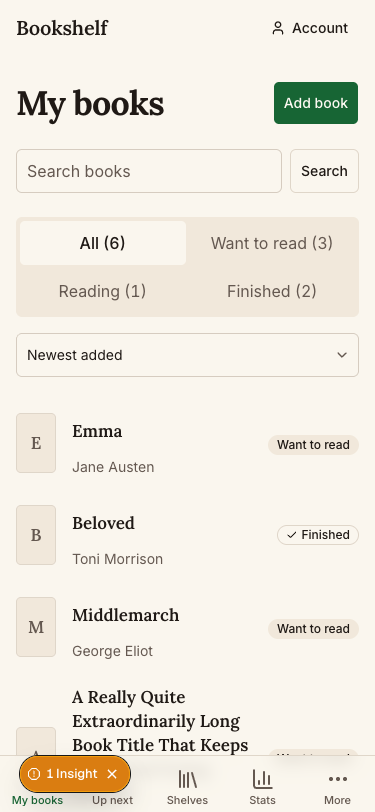 Bookshelf
Account
My books
Add book
Search books
Search
All (6)
Want to read (3)
Reading (1)
Finished (2)
Newest added
E
Emma
Jane Austen
Want to read
B
Beloved
Toni Morrison
Finished
M
Middlemarch
George Eliot
Want to read
A Really Quite
Extraordinarily Long
Book Title That Keeps
1 Insight
My books
Up next
Shelves
Stats
More